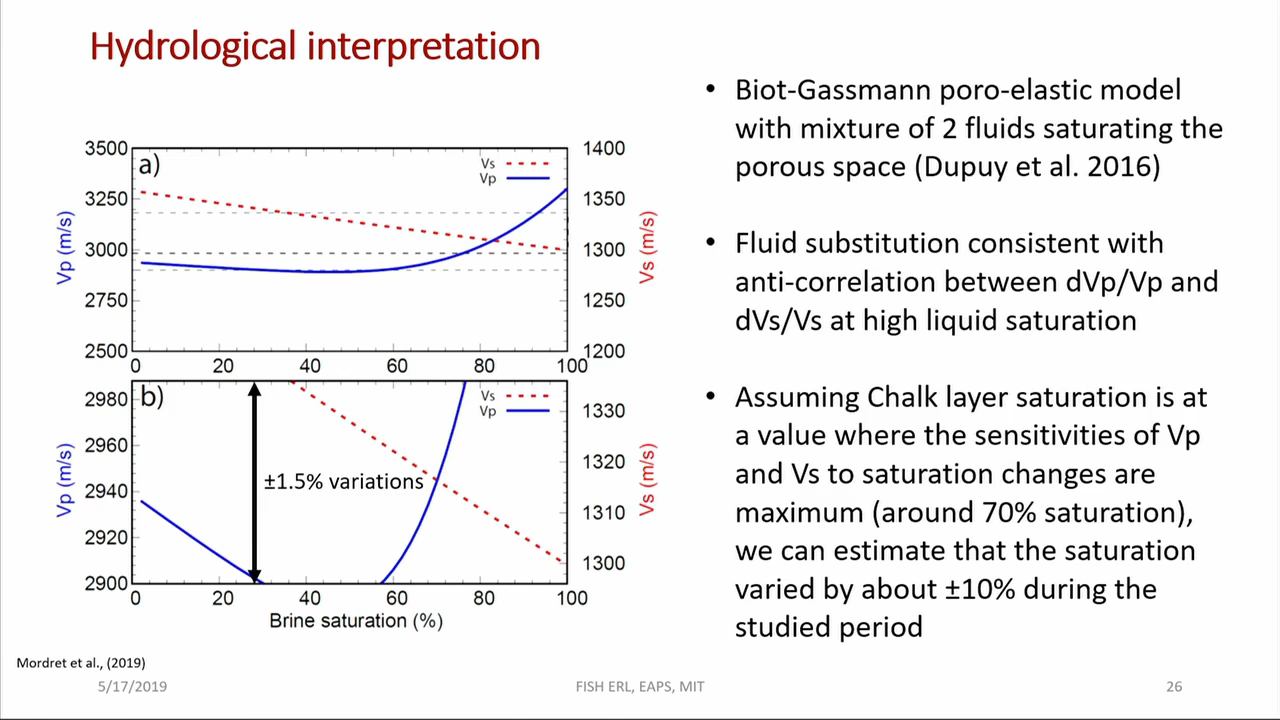 Hydrological interpretation
3500
3250
3000
2750
2500
Vp (m/s)
a)
Vs
Vp
1400
1350
1300
1250
1200
Vs (m/s)
0 20 40 60 80 100
2980
2960
2940
2920
2900
Vp (m/s)
b)
Vs
Vp
±1.5% variations
1330
1320
1310
1300
Vs (m/s)
0 20 40 60 80 100
Brine saturation (%)
• Biot-Gassmann poro-elastic model
with mixture of 2 fluids saturating the
porous space (Dupuy et al. 2016)
• Fluid substitution consistent with
anti-correlation between dVp/Vp and
dVs/Vs at high liquid saturation
• Assuming Chalk layer saturation is at
a value where the sensitivities of Vp
and Vs to saturation changes are
maximum (around 70% saturation),
we can estimate that the saturation
varied by about ±10% during the
studied period
Mordret et al., (2019)
5/17/2019
FISH ERL, EAPS, MIT
26